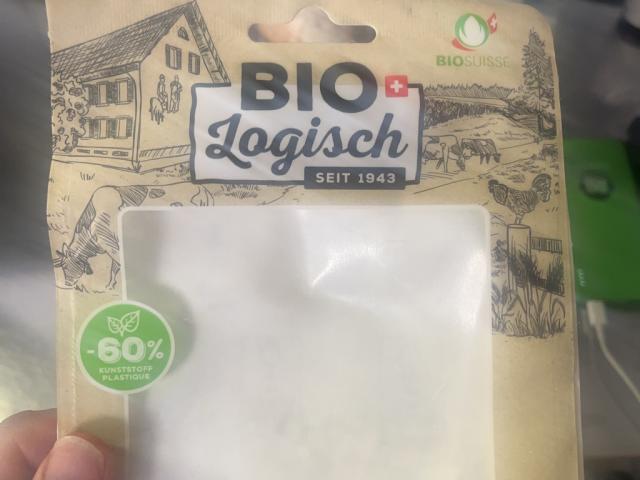 BIOSUISSE
BIO
Logisch
SEIT 1943
-60%
KUNSTSTOFF
PLASTIQUE